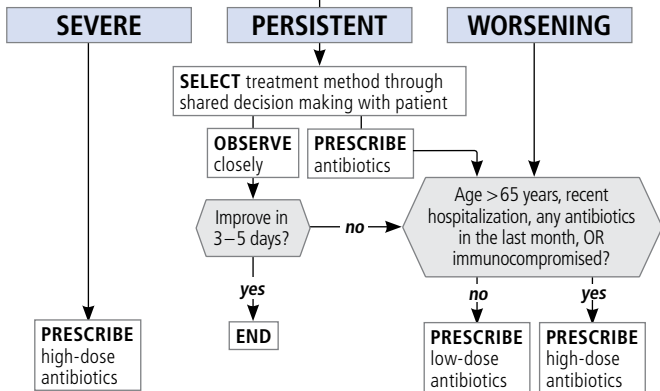 SEVERE
PERSISTENT
WORSENING
SELECT treatment method through
shared decision making with patient
OBSERVE
closely
PRESCRIBE
antibiotics
Improve in
3–5 days?
no
Age >65 years, recent
hospitalization, any antibiotics
in the last month, OR
immunocompromised?
yes
no
yes
PRESCRIBE
high-dose
antibiotics
END
PRESCRIBE
low-dose
antibiotics
PRESCRIBE
high-dose
antibiotics